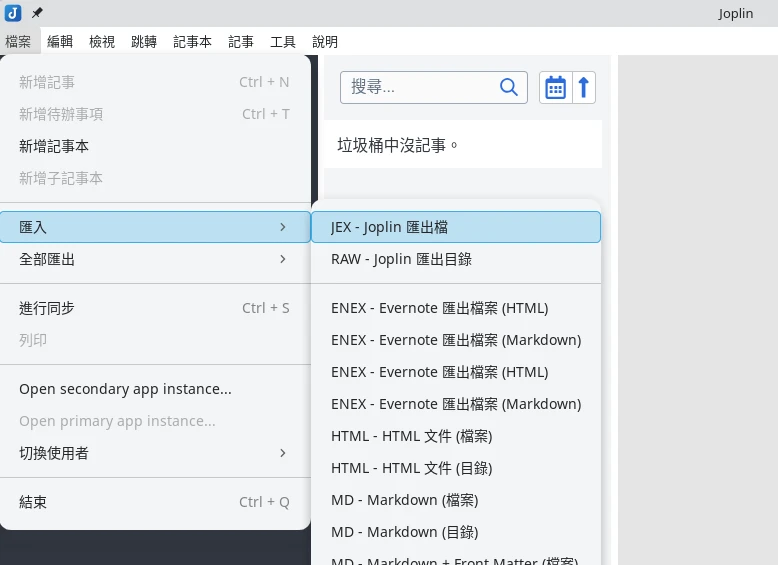 Joplin
檔案 編輯 檢視 跳轉 記事本 記事 工具 說明
新增記事 Ctrl + N
新增待辦事項 Ctrl + T
新增記事本
新增子記事本
匯入
全部匯出
進行同步 Ctrl + S
列印
Open secondary app instance...
Open primary app instance...
切換使用者
結束 Ctrl + Q
搜尋...
垃圾桶中沒記事。
JEX - Joplin 匯出檔
RAW - Joplin 匯出目錄
ENEX - Evernote 匯出檔案 (HTML)
ENEX - Evernote 匯出檔案 (Markdown)
ENEX - Evernote 匯出檔案 (HTML)
ENEX - Evernote 匯出檔案 (Markdown)
HTML - HTML 文件 (檔案)
HTML - HTML 文件 (目錄)
MD - Markdown (檔案)
MD - Markdown (目錄)
MD - Markdown + Front Matter (檔案)